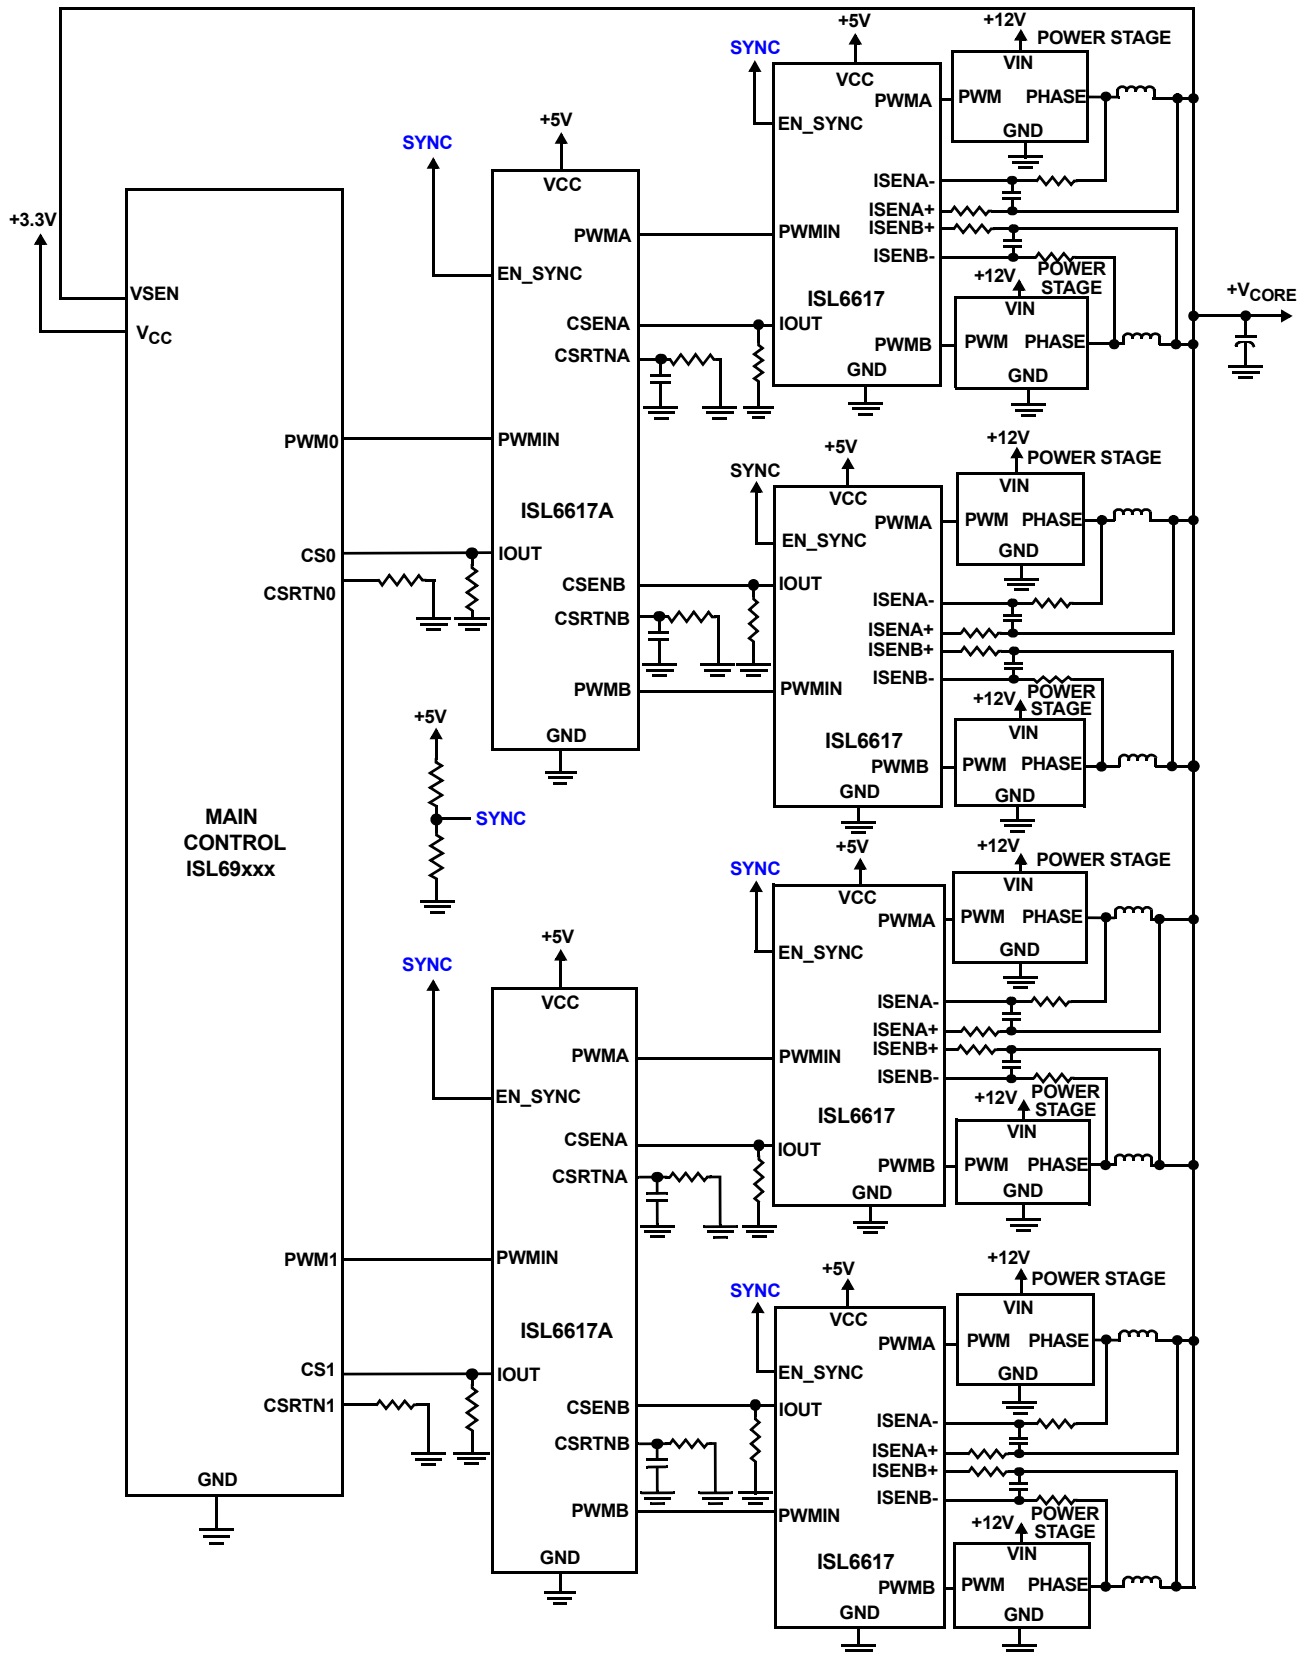 +5V
+12V
POWER STAGE
SYNC
VCC
VIN
PWMA
PWM
PHASE
EN_SYNC
GND
ISENA-
ISENA+
ISENB+
PWMIN
ISENB-
+12V
POWER
STAGE
ISL6617
VIN
IOUT
PWMB
PWM
PHASE
GND
GND
+VCORE
+5V
SYNC
VCC
+3.3V
PWMA
EN_SYNC
VSEN
VCC
CSENA
CSRTNA
PWM0
PWMIN
ISL6617A
CS0
IOUT
CSRTN0
CSENB
CSRTNB
PWMB
GND
+5V
+12V
POWER STAGE
SYNC
VCC
VIN
PWMA
PWM
PHASE
EN_SYNC
GND
IOUT
ISENA-
ISENA+
ISENB+
ISENB-
PWMIN
+12V
POWER
STAGE
VIN
ISL6617
PWMB
PWM
PHASE
GND
GND
+5V
SYNC
MAIN
CONTROL
ISL69xxx
+5V
+12V
POWER STAGE
SYNC
VCC
VIN
PWMA
PWM
PHASE
EN_SYNC
GND
ISENA-
ISENA+
ISENB+
PWMIN
ISENB-
+12V
POWER
STAGE
ISL6617
VIN
IOUT
PWMB
PWM
PHASE
GND
GND
+5V
SYNC
VCC
PWMA
EN_SYNC
CSENA
CSRTNA
PWM1
PWMIN
ISL6617A
CS1
IOUT
CSRTN1
CSENB
CSRTNB
GND
PWMB
GND
+5V
+12V
POWER STAGE
SYNC
VCC
VIN
PWMA
PWM
PHASE
EN_SYNC
GND
IOUT
ISENA-
ISENA+
ISENB+
ISENB-
PWMIN
+12V
POWER
STAGE
VIN
ISL6617
PWMB
PWM
PHASE
GND
GND